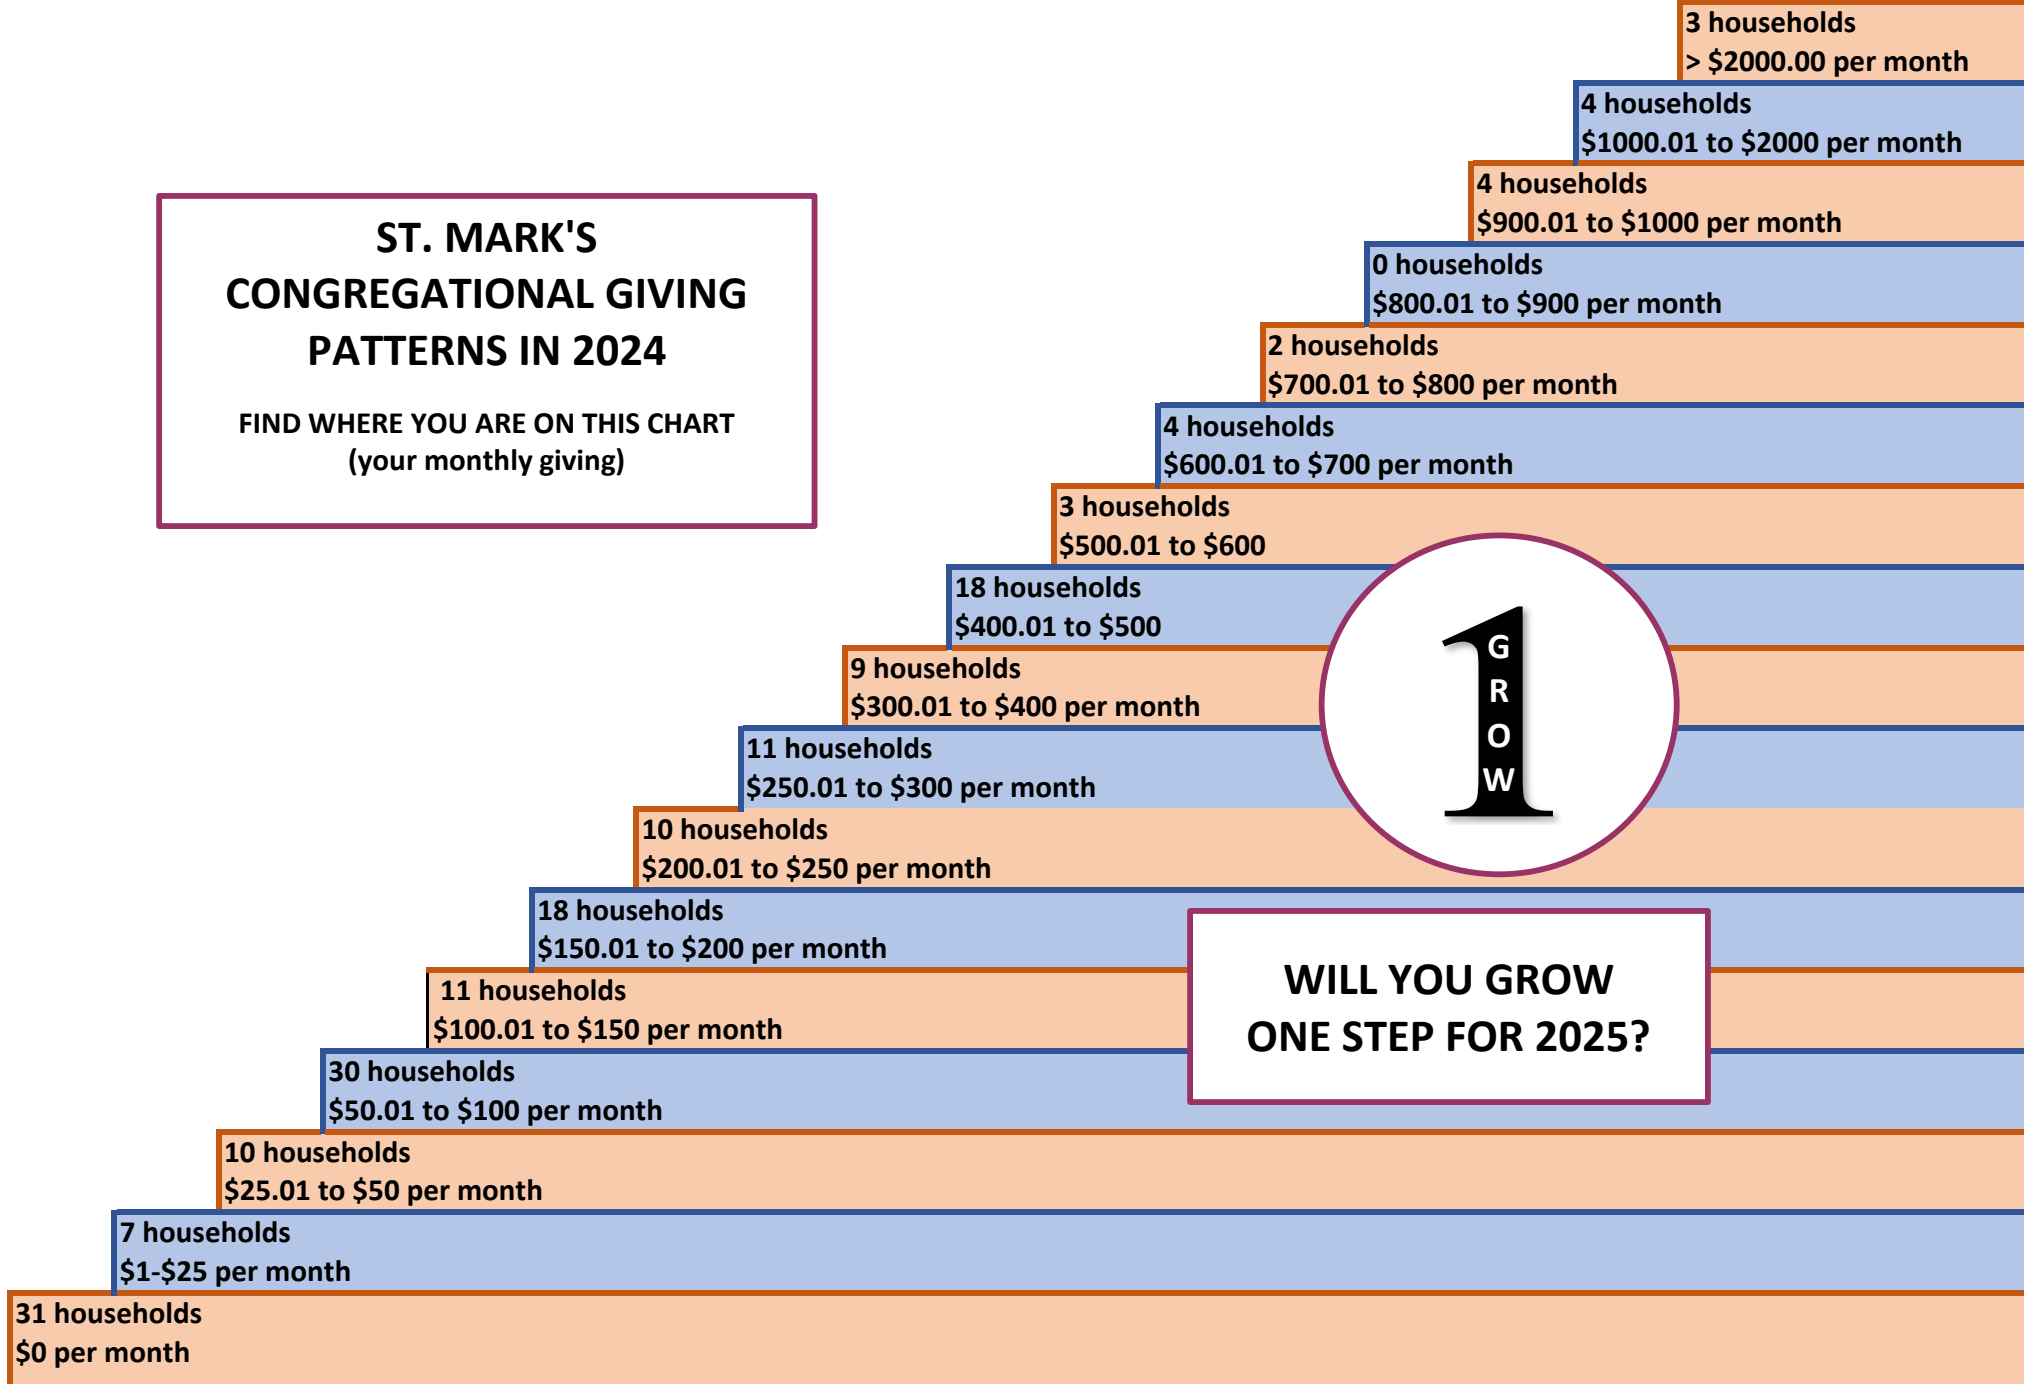 3 households
> $2000.00 per month
4 households
$1000.01 to $2000 per month
4 households
$900.01 to $1000 per month
0 households
$800.01 to $900 per month
2 households
$700.01 to $800 per month
4 households
$600.01 to $700 per month
3 households
$500.01 to $600
18 households
$400.01 to $500
9 households
$300.01 to $400 per month
11 households
$250.01 to $300 per month
10 households
$200.01 to $250 per month
18 households
$150.01 to $200 per month
11 households
$100.01 to $150 per month
30 households
$50.01 to $100 per month
10 households
$25.01 to $50 per month
7 households
$1-$25 per month
31 households
$0 per month
ST. MARK'S
CONGREGATIONAL GIVING
PATTERNS IN 2024
FIND WHERE YOU ARE ON THIS CHART
(your monthly giving)
1
G
R
O
W
WILL YOU GROW
ONE STEP FOR 2025?